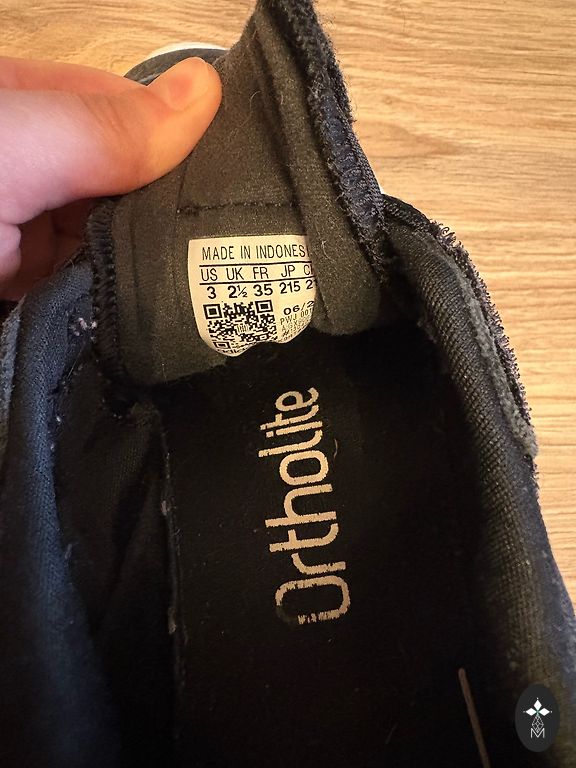 MADE IN INDONES
US UK FR JP
3 2½ 35 215
06/2
Ortholite
M